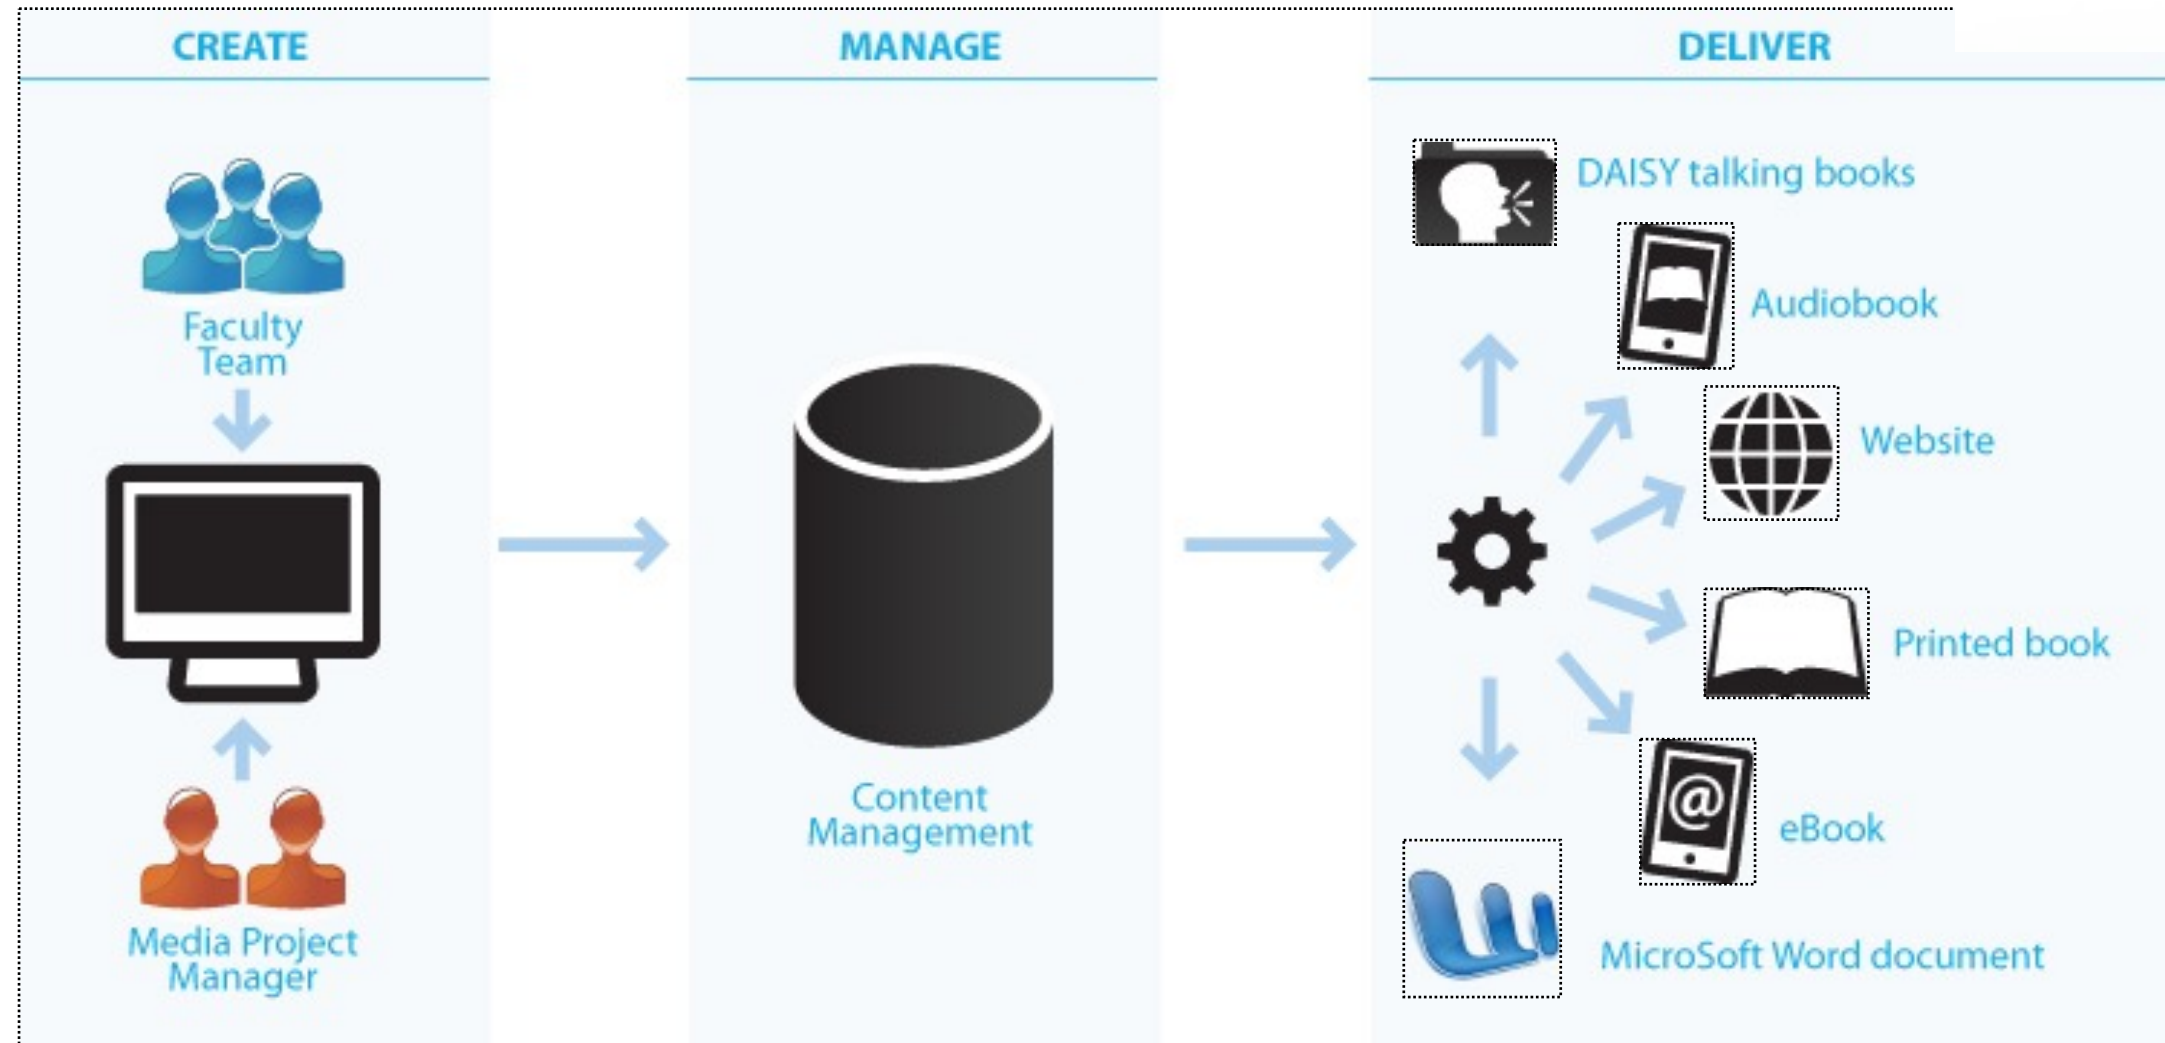 CREATE
MANAGE
DELIVER
Faculty
Team
Media Project
Manager
Content
Management
DAISY talking books
Audiobook
Website
Printed book
@
eBook
MicroSoft Word document